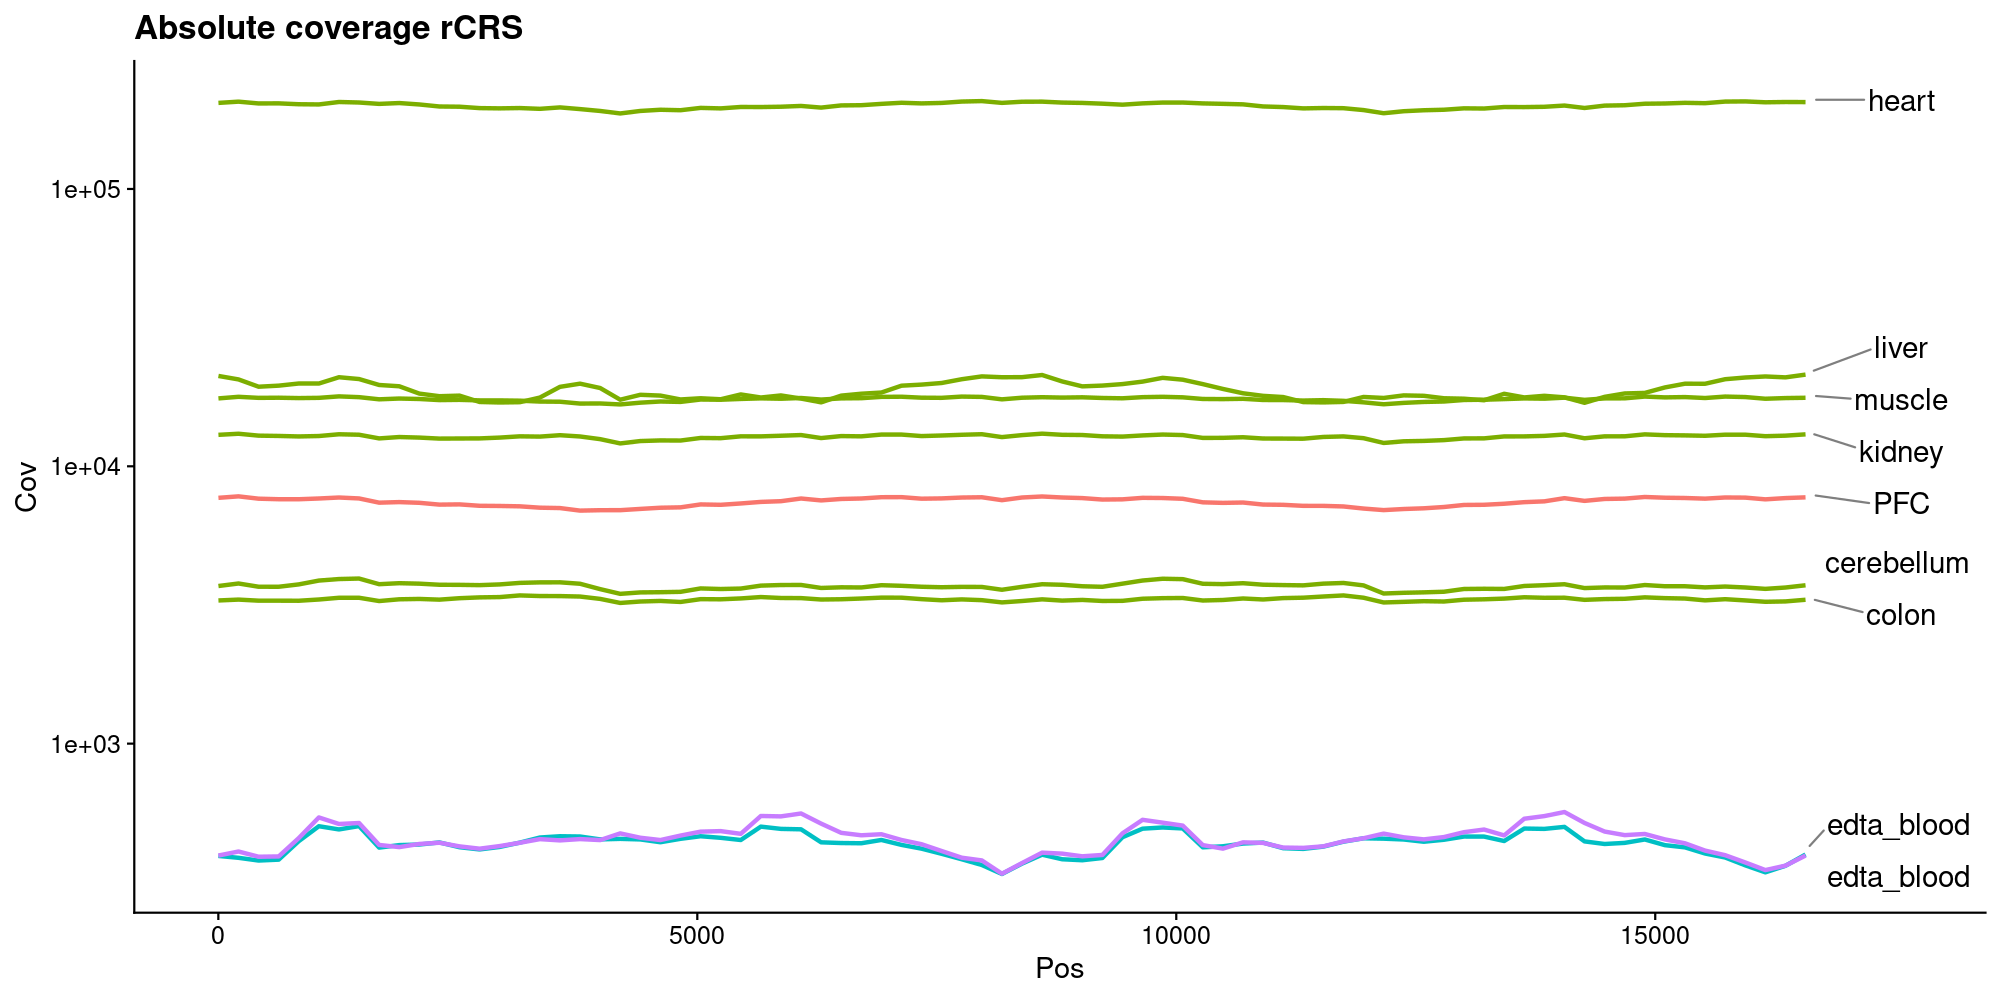 Absolute coverage rCRS
heart
1e+05
liver
muscle
kidney
1e+04
Cov
PFC
cerebellum
colon
1e+03
edta_blood
edta_blood
0 5000 10000 15000
Pos